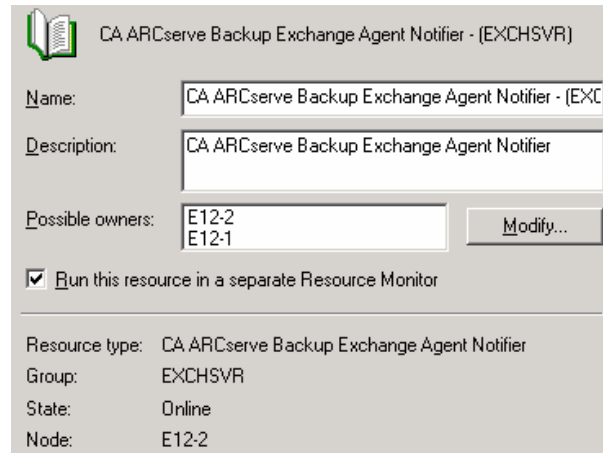 CA ARCserve Backup Exchange Agent Notifier - (EXCHSVR)
Name: CA ARCserve Backup Exchange Agent Notifier - (EXC
Description: CA ARCserve Backup Exchange Agent Notifier
Possible owners: E12-2
E12-1
Modify...
Run this resource in a separate Resource Monitor
Resource type: CA ARCserve Backup Exchange Agent Notifier
Group: EXCHSVR
State: Online
Node: E12-2